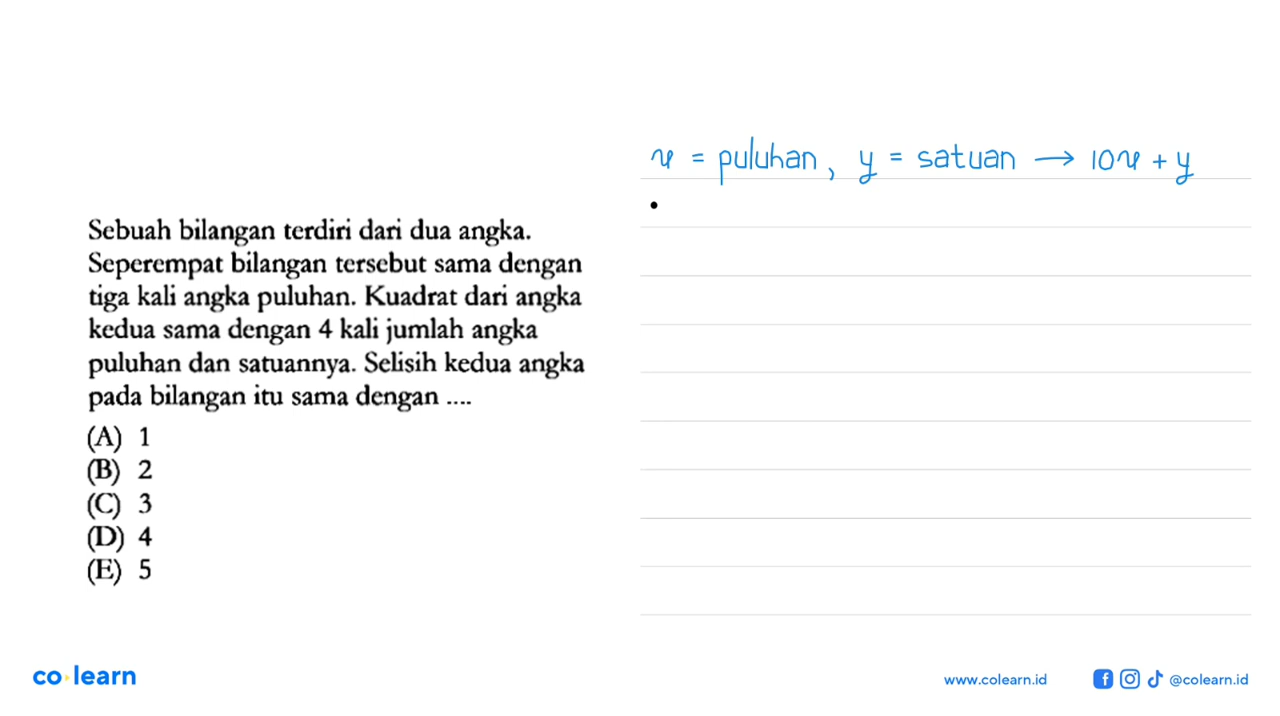 x = puluhan, y = satuan → 10x + y
•
Sebuah bilangan terdiri dari dua angka.
Seperempat bilangan tersebut sama dengan
tiga kali angka puluhan. Kuadrat dari angka
kedua sama dengan 4 kali jumlah angka
puluhan dan satuannya. Selisih kedua angka
pada bilangan itu sama dengan ....
(A) 1
(B) 2
(C) 3
(D) 4
(E) 5
co learn
www.colearn.id
@colearn.id